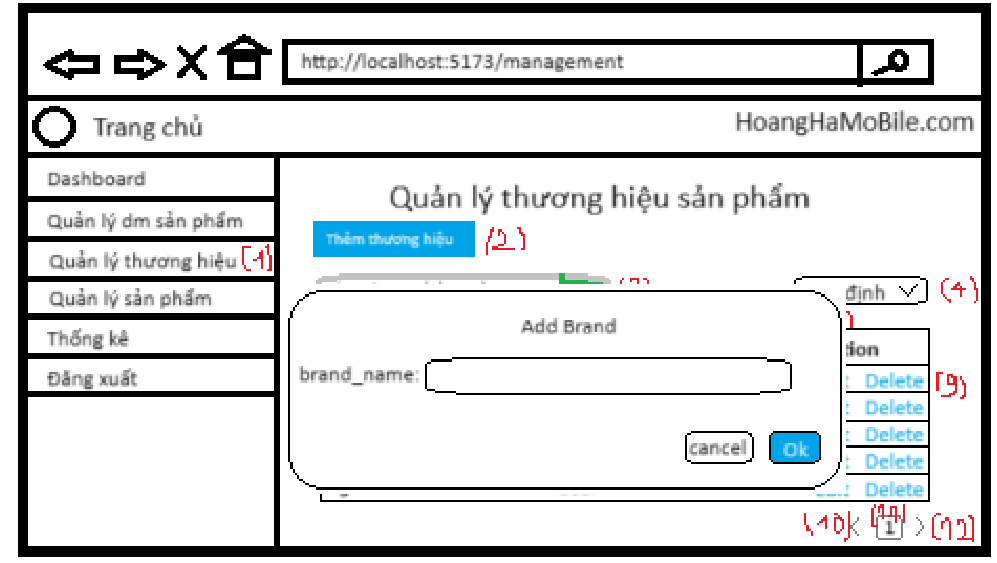 http://localhost:5173/management
Trang chủ
HoangHaMoBile.com
Dashboard
Quản lý dm sản phẩm
Quản lý thương hiệu (1)
Quản lý sản phẩm
Thống kê
Đăng xuất
Quản lý thương hiệu sản phẩm
Thêm thương hiệu (2)
định (4)
Add Brand
brand_name:
cancel Ok
Delete (9)
Delete
Delete
Delete
Delete
(10) < 1 > (12)